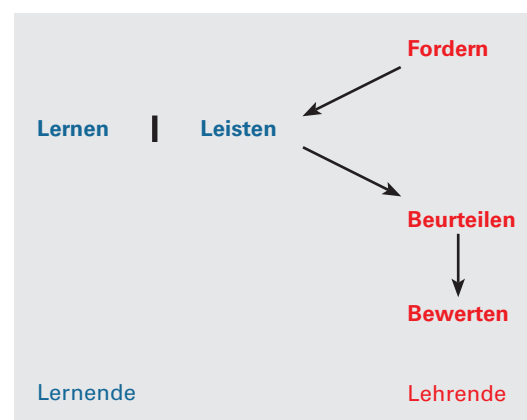 Fordern
Lernen Leisten
Beurteilen
Bewerten
Lernende Lehrende